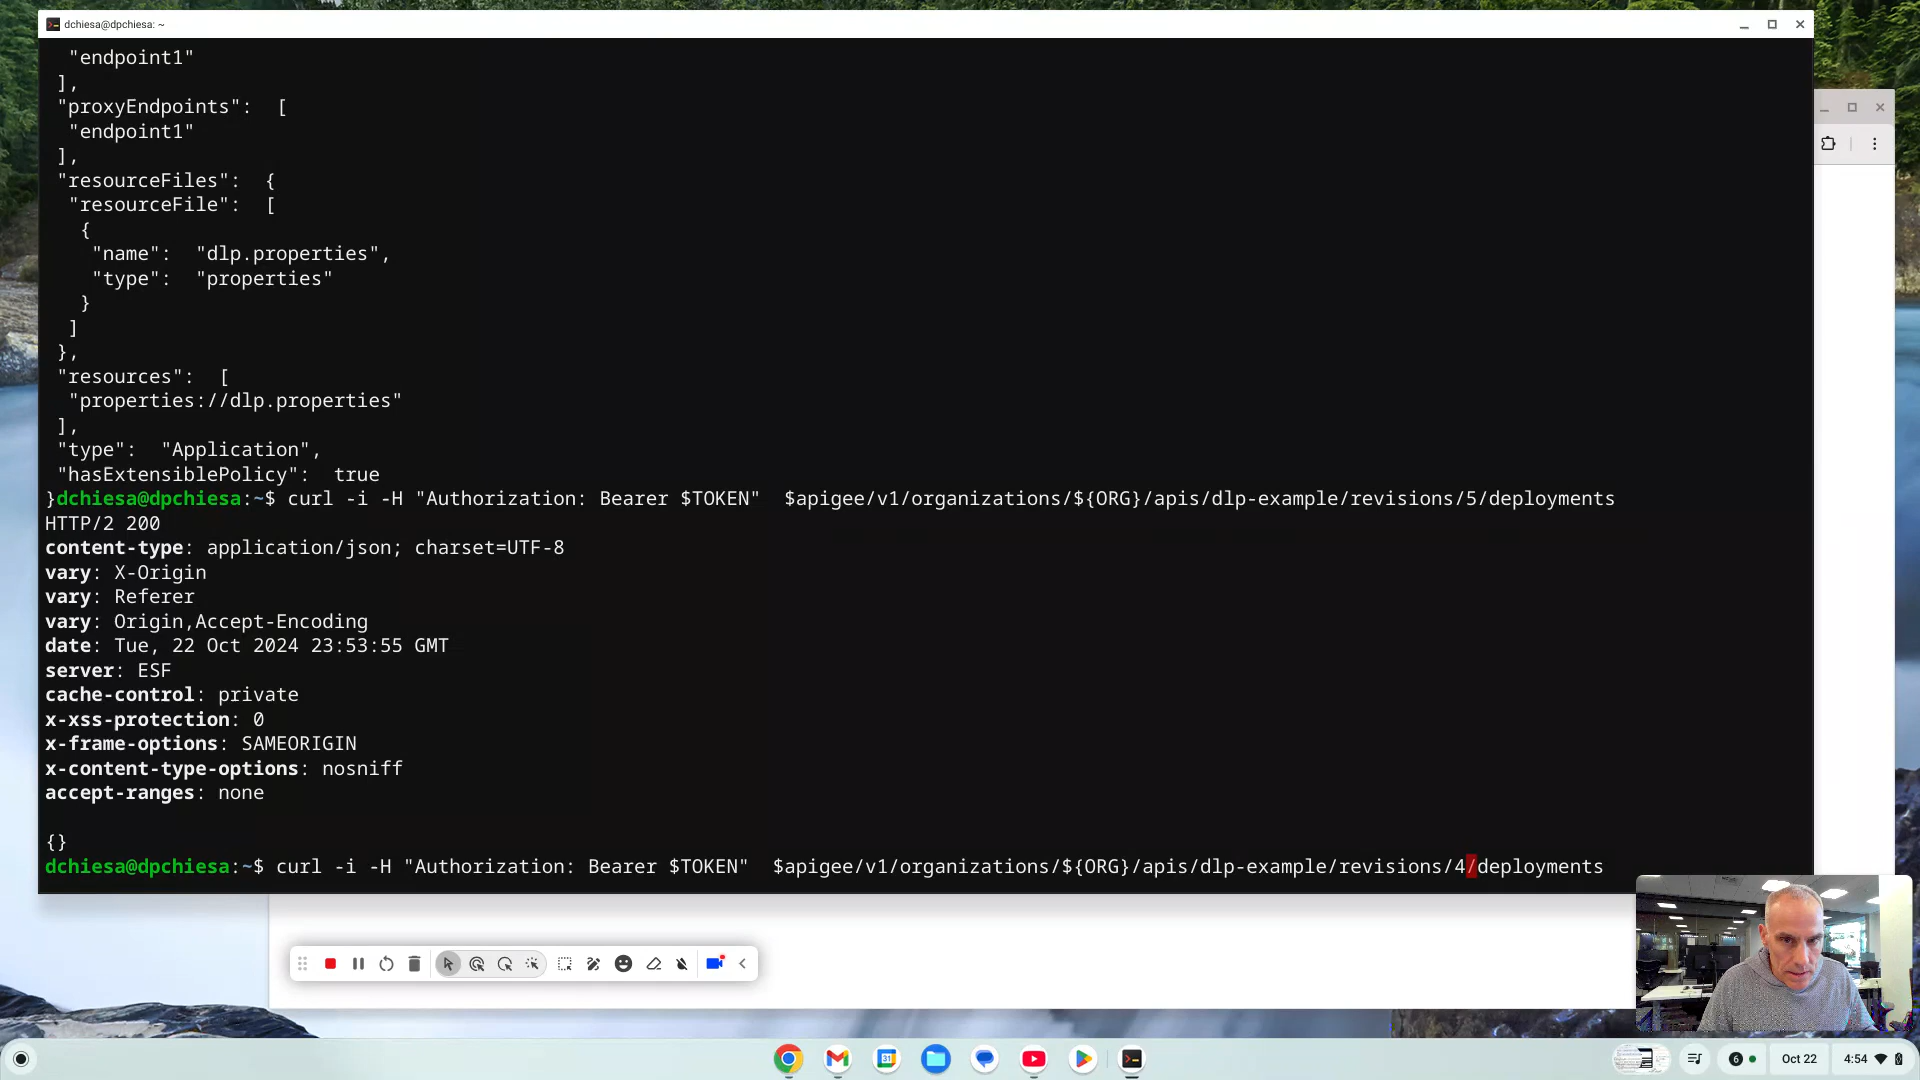 dchiesa@dpchiesa: ~
"endpoint1"
],
"proxyEndpoints": [
"endpoint1"
],
"resourceFiles": {
"resourceFile": [
{
"name": "dlp.properties",
"type": "properties"
}
]
},
"resources": [
"properties://dlp.properties"
],
"type": "Application",
"hasExtensiblePolicy": true
}dchiesa@dpchiesa:~$ curl -i -H "Authorization: Bearer $TOKEN"  $apigee/v1/organizations/${ORG}/apis/dlp-example/revisions/5/deployments
HTTP/2 200
content-type: application/json; charset=UTF-8
vary: X-Origin
vary: Referer
vary: Origin,Accept-Encoding
date: Tue, 22 Oct 2024 23:53:55 GMT
server: ESF
cache-control: private
x-xss-protection: 0
x-frame-options: SAMEORIGIN
x-content-type-options: nosniff
accept-ranges: none
{}
dchiesa@dpchiesa:~$ curl -i -H "Authorization: Bearer $TOKEN"  $apigee/v1/organizations/${ORG}/apis/dlp-example/revisions/4/deployments
31
6
Oct 22
4:54